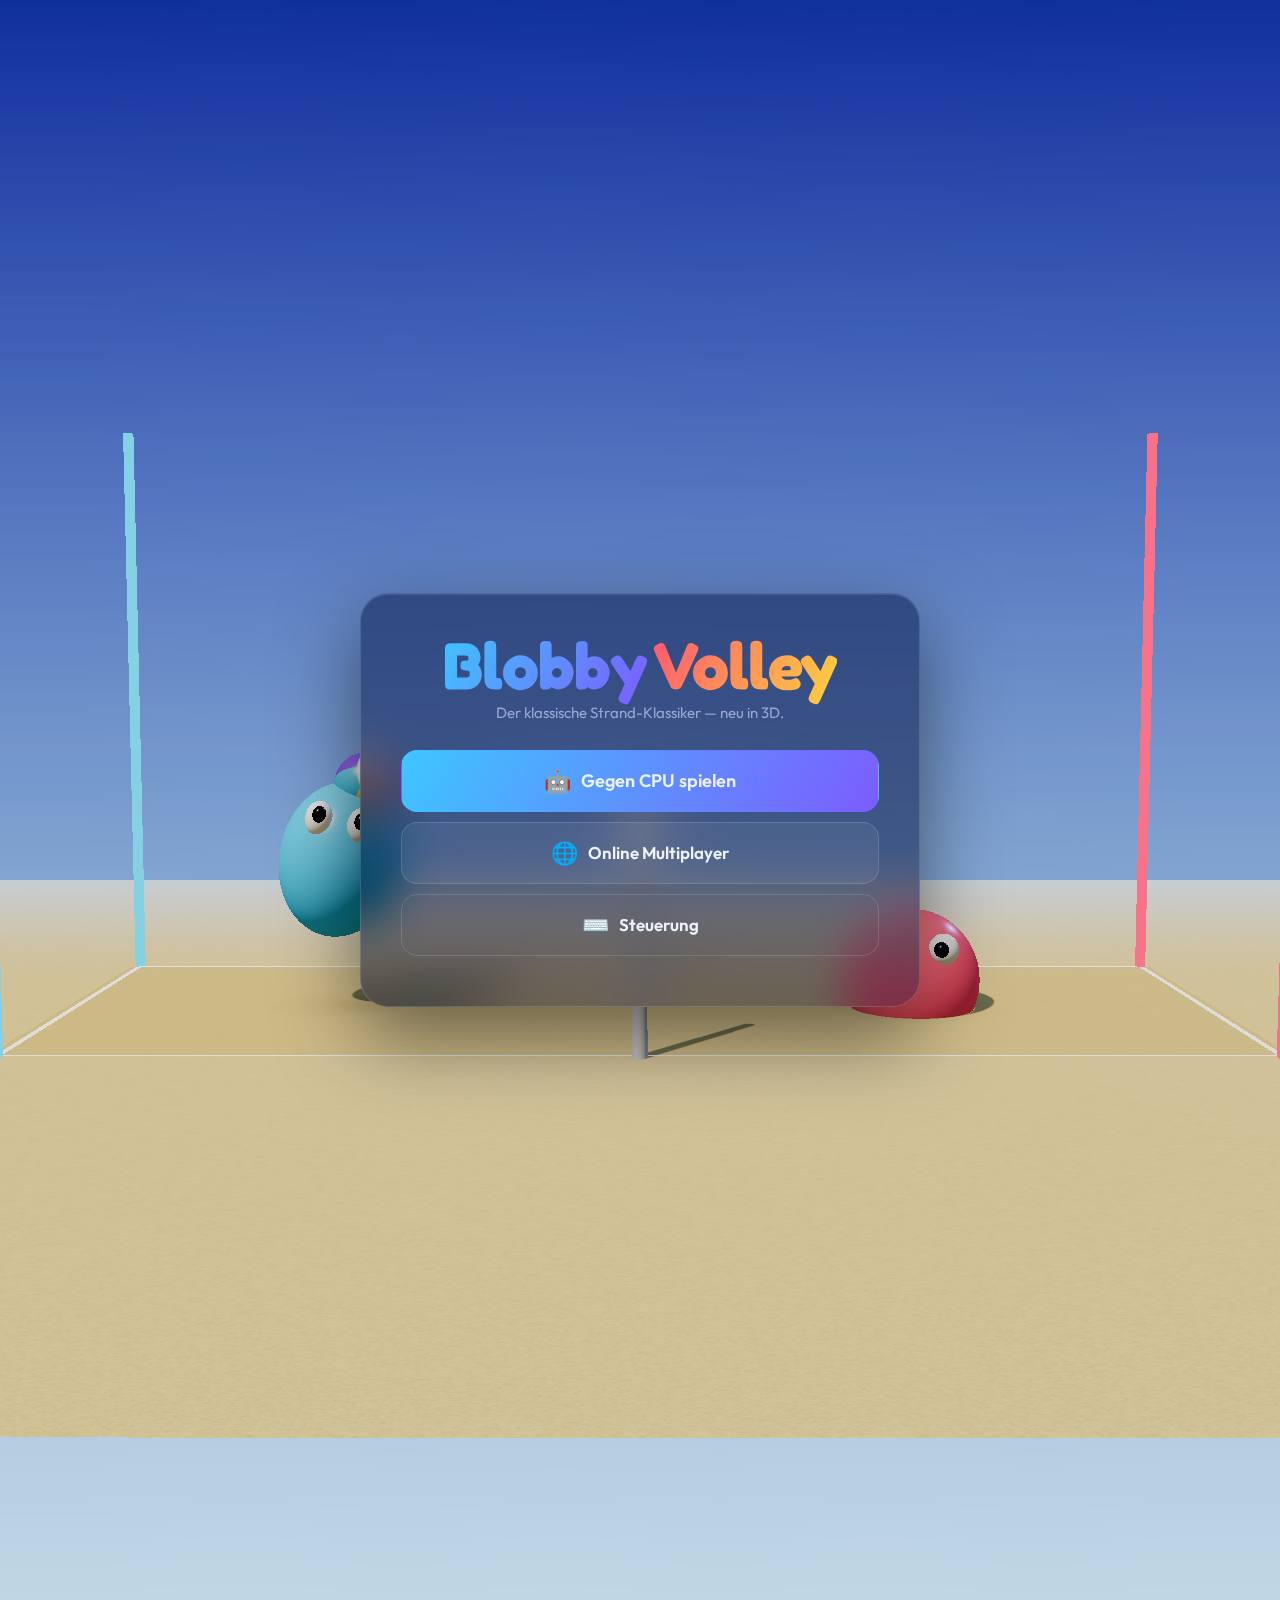 Blobby Volley
Der klassische Strand-Klassiker — neu in 3D.
Gegen CPU spielen
Online Multiplayer
Steuerung